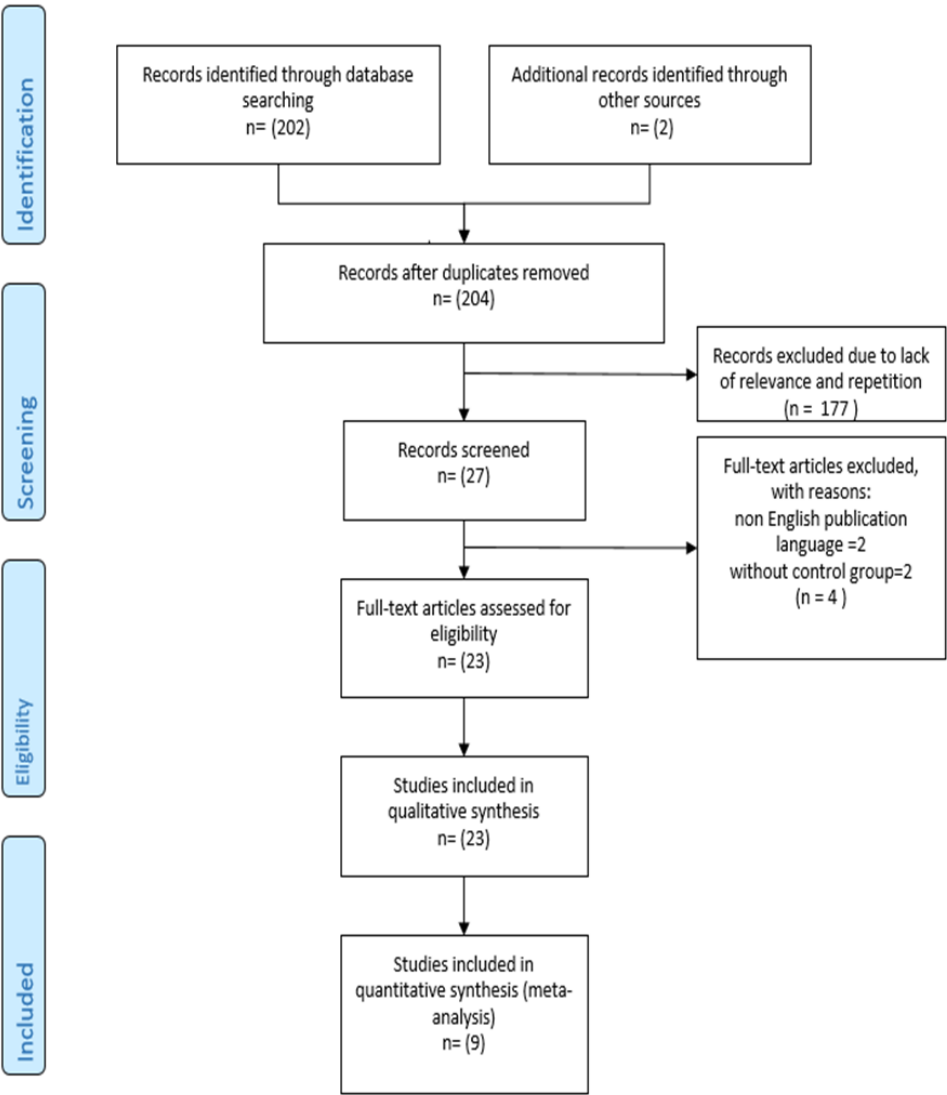 Identification
Records identified through database
searching
n= (202)
Additional records identified through
other sources
n= (2)
Records after duplicates removed
n= (204)
Screening
Records excluded due to lack
of relevance and repetition
(n =  177 )
Records screened
n= (27)
Full-text articles excluded,
with reasons:
non English publication
language =2
without control group=2
(n = 4 )
Eligibility
Full-text articles assessed for
eligibility
n= (23)
Studies included in
qualitative synthesis
n= (23)
Included
Studies included in
quantitative synthesis (meta-
analysis)
n= (9)